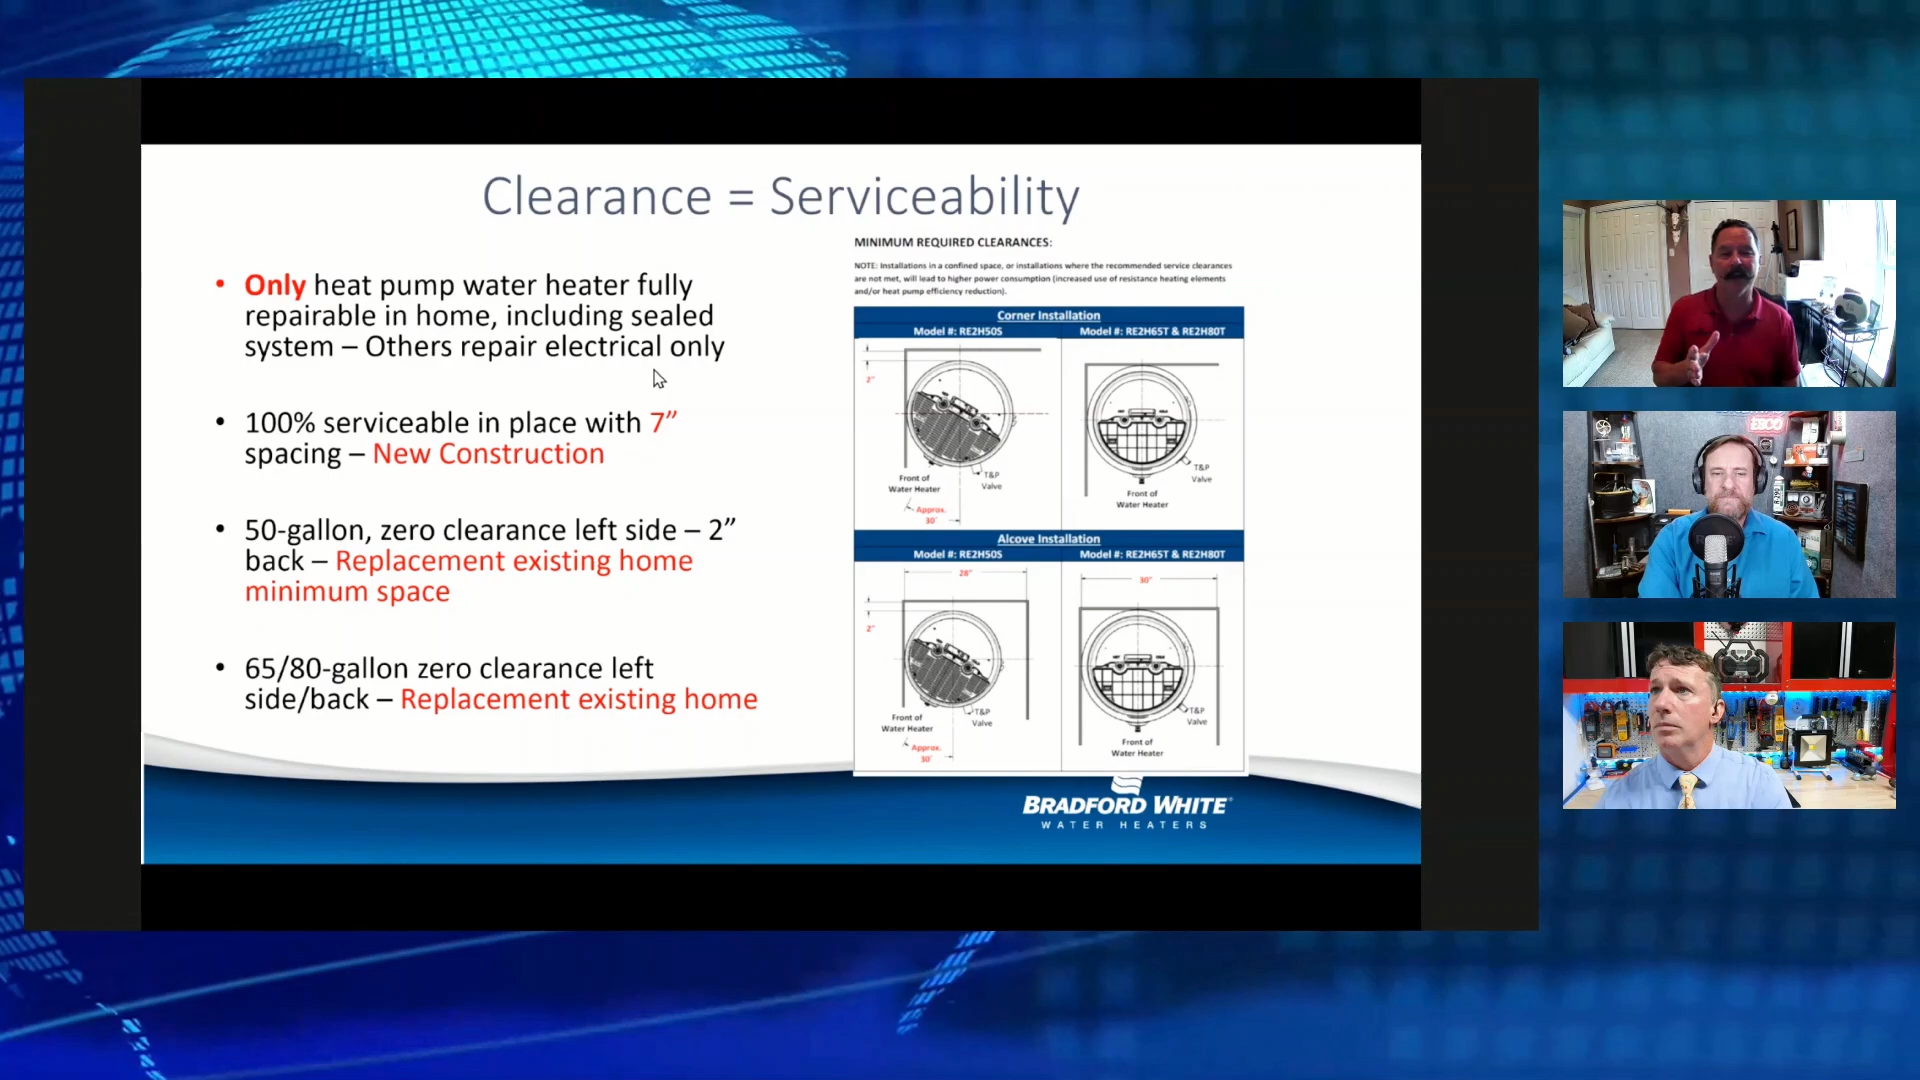 Clearance = Serviceability
• Only heat pump water heater fully
repairable in home, including sealed
system – Others repair electrical only
• 100% serviceable in place with 7”
spacing – New Construction
• 50-gallon, zero clearance left side – 2”
back – Replacement existing home
minimum space
• 65/80-gallon zero clearance left
side/back – Replacement existing home
MINIMUM REQUIRED CLEARANCES:
NOTE: Installations in a confined space, or installations where the recommended service clearances
are not met, will lead to higher power consumption (increased use of resistance heating elements
and/or heat pump efficiency reduction).
Corner Installation
Model #: RE2H50S
Model #: RE2H65T & RE2H80T
2"
T&P
Valve
Front of
Water Heater
Approx.
30°
T&P
Valve
Front of
Water Heater
Alcove Installation
Model #: RE2H50S
Model #: RE2H65T & RE2H80T
28"
2"
T&P
Valve
Front of
Water Heater
Approx.
30°
30"
T&P
Valve
Front of
Water Heater
BRADFORD WHITE
WATER HEATERS
ESCO